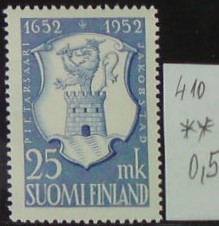 1652 1952
PIETARSAARI JAKOBSTAD
25 mk
SUOMI FINLAND
410
**
0,5